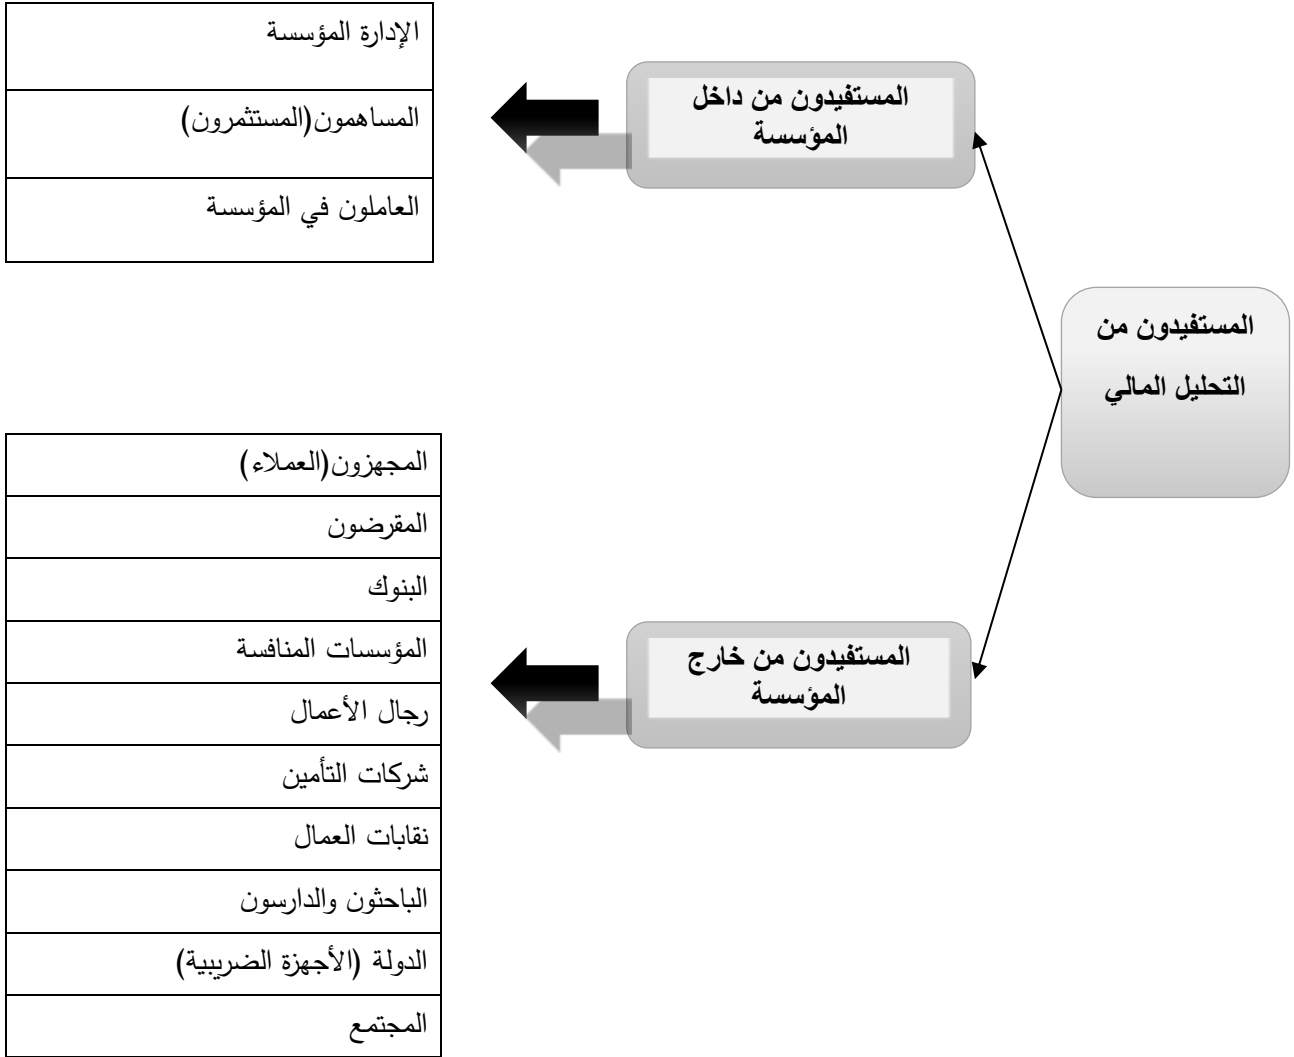 المستفيدون من
التحليل المالي
المستفيدون من داخل
المؤسسة
الإدارة المؤسسة
المساهمون(المستثمرون)
العاملون في المؤسسة
المستفيدون من خارج
المؤسسة
المجهزون(العملاء)
المقرضون
البنوك
المؤسسات المنافسة
رجال الأعمال
شركات التأمين
نقابات العمال
الباحثون والدارسون
الدولة (الأجهزة الضريبية)
المجتمع